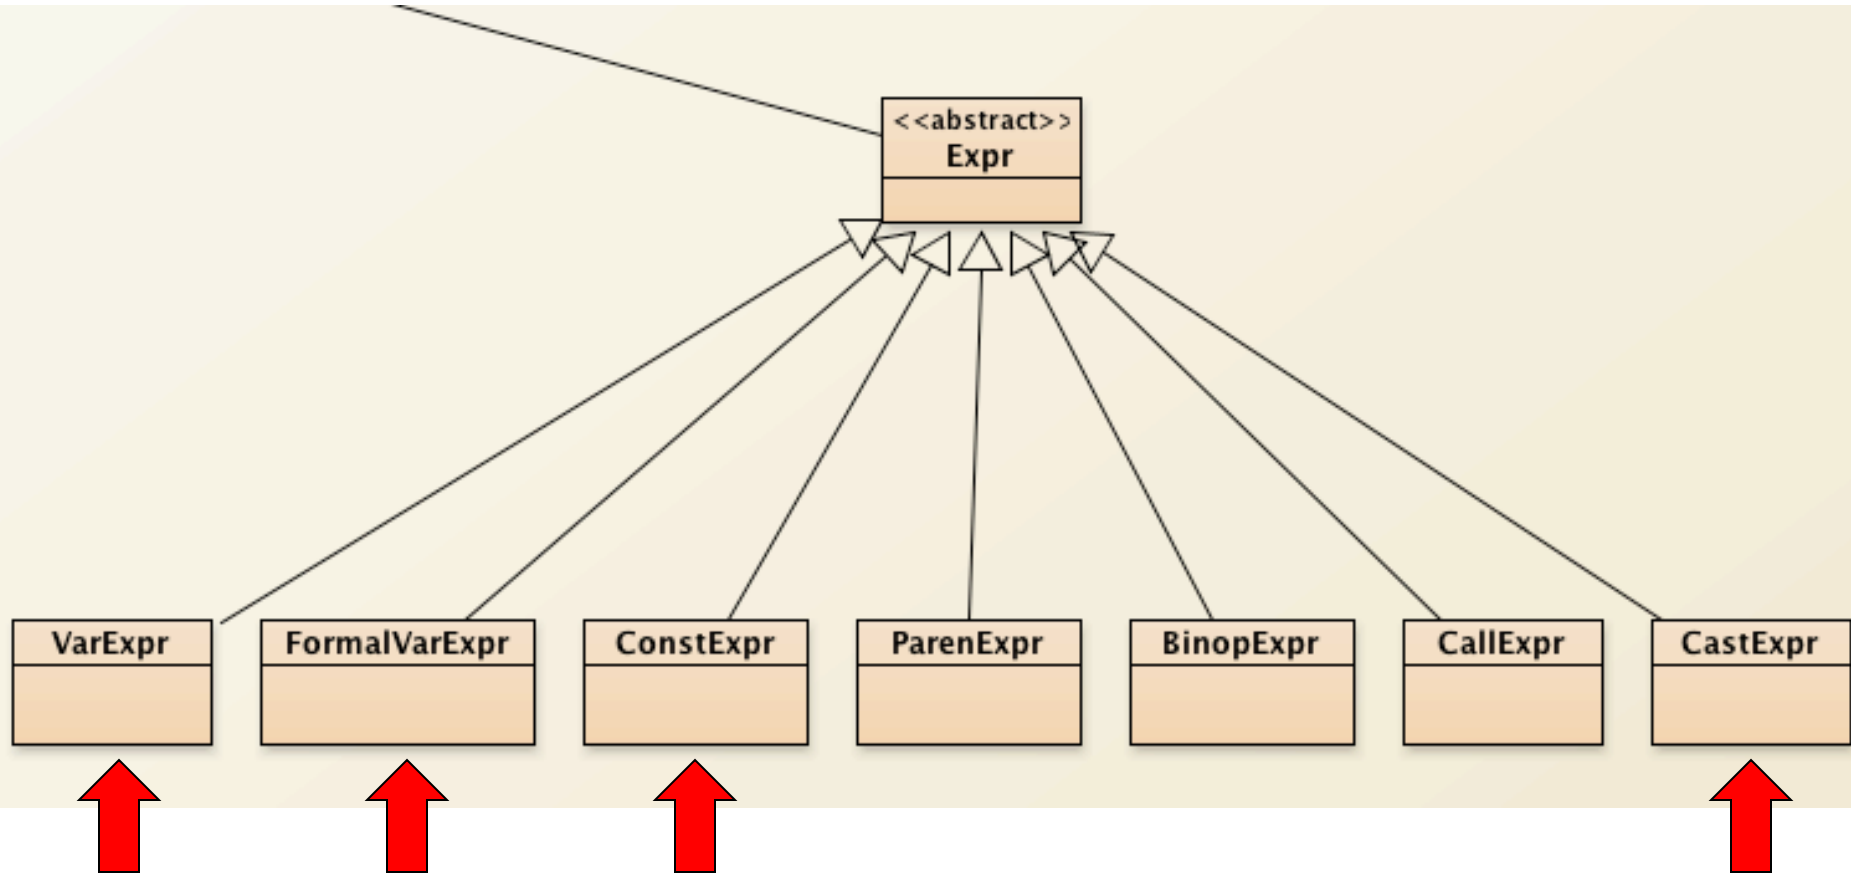 <<abstract>>
Expr
VarExpr
FormalVarExpr
ConstExpr
ParenExpr
BinopExpr
CallExpr
CastExpr